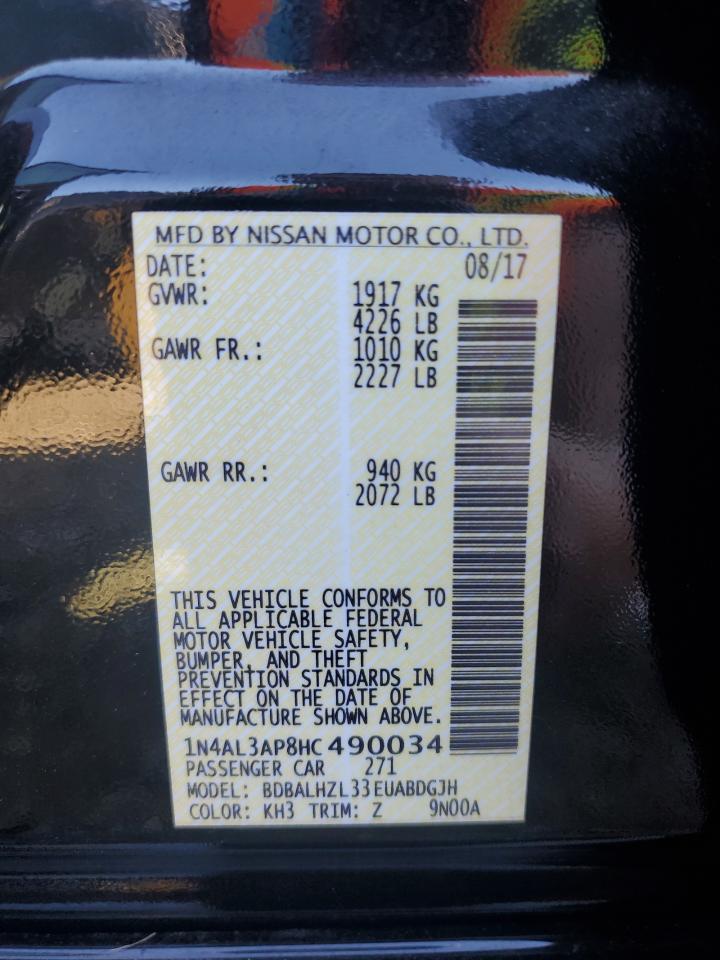 MFD BY NISSAN MOTOR CO., LTD.
DATE: 08/17
GVWR: 1917 KG
4226 LB
GAWR FR.: 1010 KG
2227 LB
GAWR RR.: 940 KG
2072 LB
THIS VEHICLE CONFORMS TO
ALL APPLICABLE FEDERAL
MOTOR VEHICLE SAFETY,
BUMPER, AND THEFT
PREVENTION STANDARDS IN
EFFECT ON THE DATE OF
MANUFACTURE SHOWN ABOVE.
1N4AL3AP8HC490034
PASSENGER CAR 271
MODEL: BDBALHZL33EUABDGJH
COLOR: KH3 TRIM: Z 9N00A